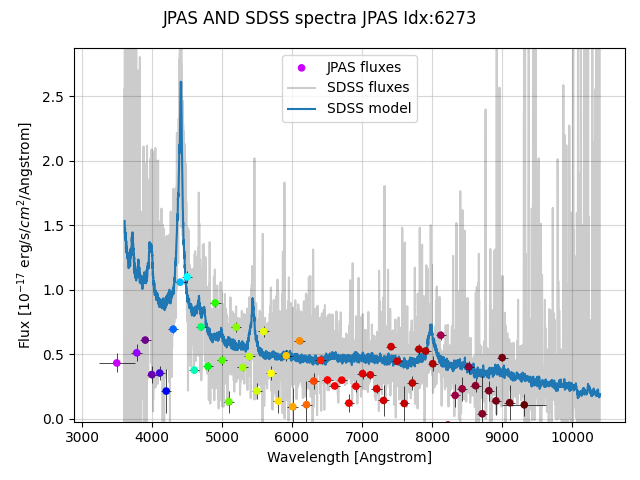 JPAS AND SDSS spectra JPAS Idx:6273
JPAS fluxes
SDSS fluxes
SDSS model
Flux [10⁻¹⁷ erg/s/cm²/Angstrom]
2.5
2.0
1.5
1.0
0.5
0.0
3000 4000 5000 6000 7000 8000 9000 10000
Wavelength [Angstrom]